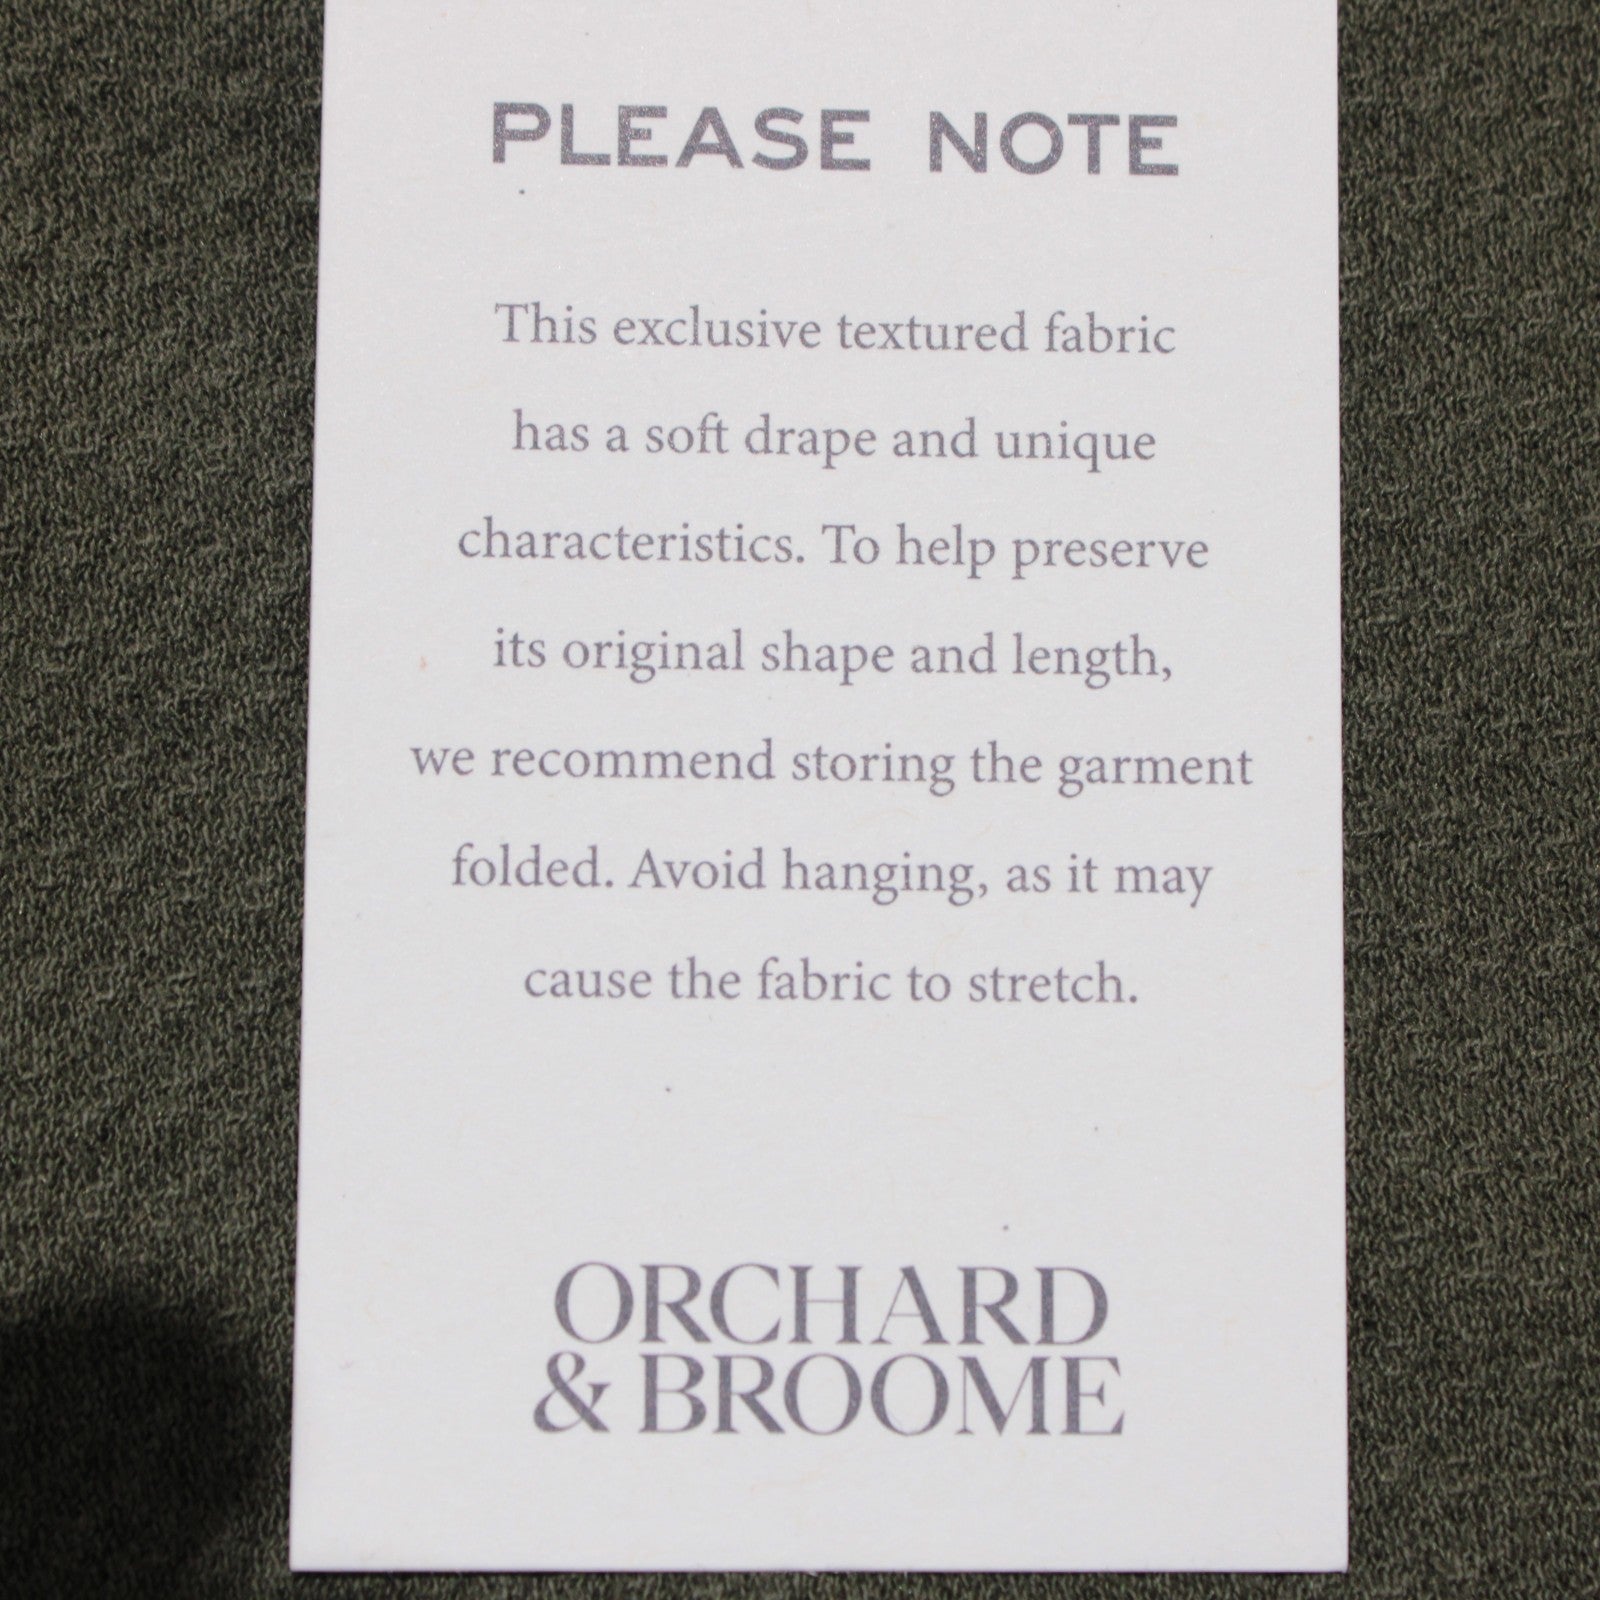 PLEASE NOTE
This exclusive textured fabric
has a soft drape and unique
characteristics. To help preserve
its original shape and length,
we recommend storing the garment
folded. Avoid hanging, as it may
cause the fabric to stretch.
ORCHARD
& BROOME